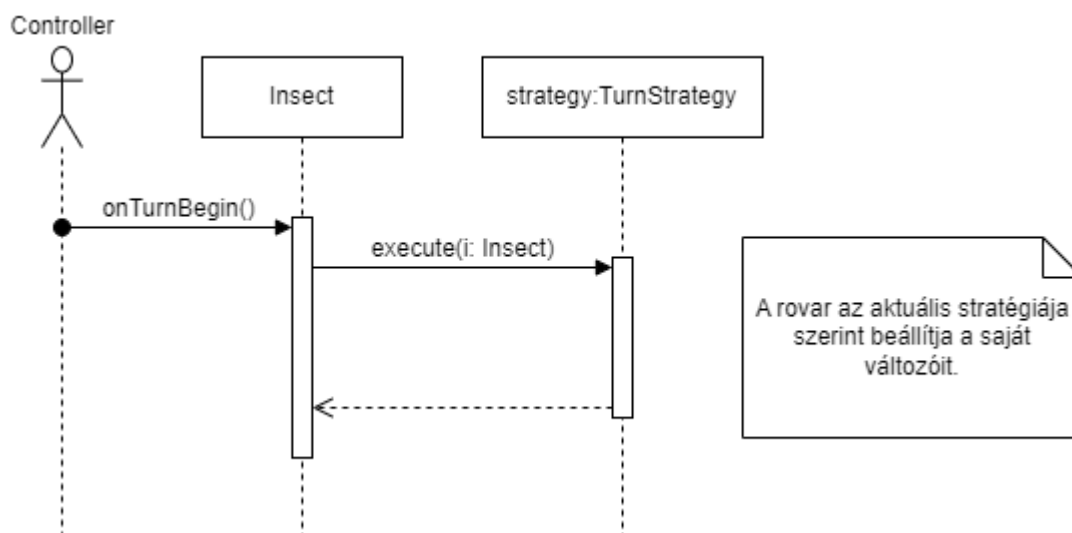 Controller
Insect
strategy:TurnStrategy
onTurnBegin()
execute(i: Insect)
A rovar az aktuális stratégiája
szerint beállítja a saját
változóit.